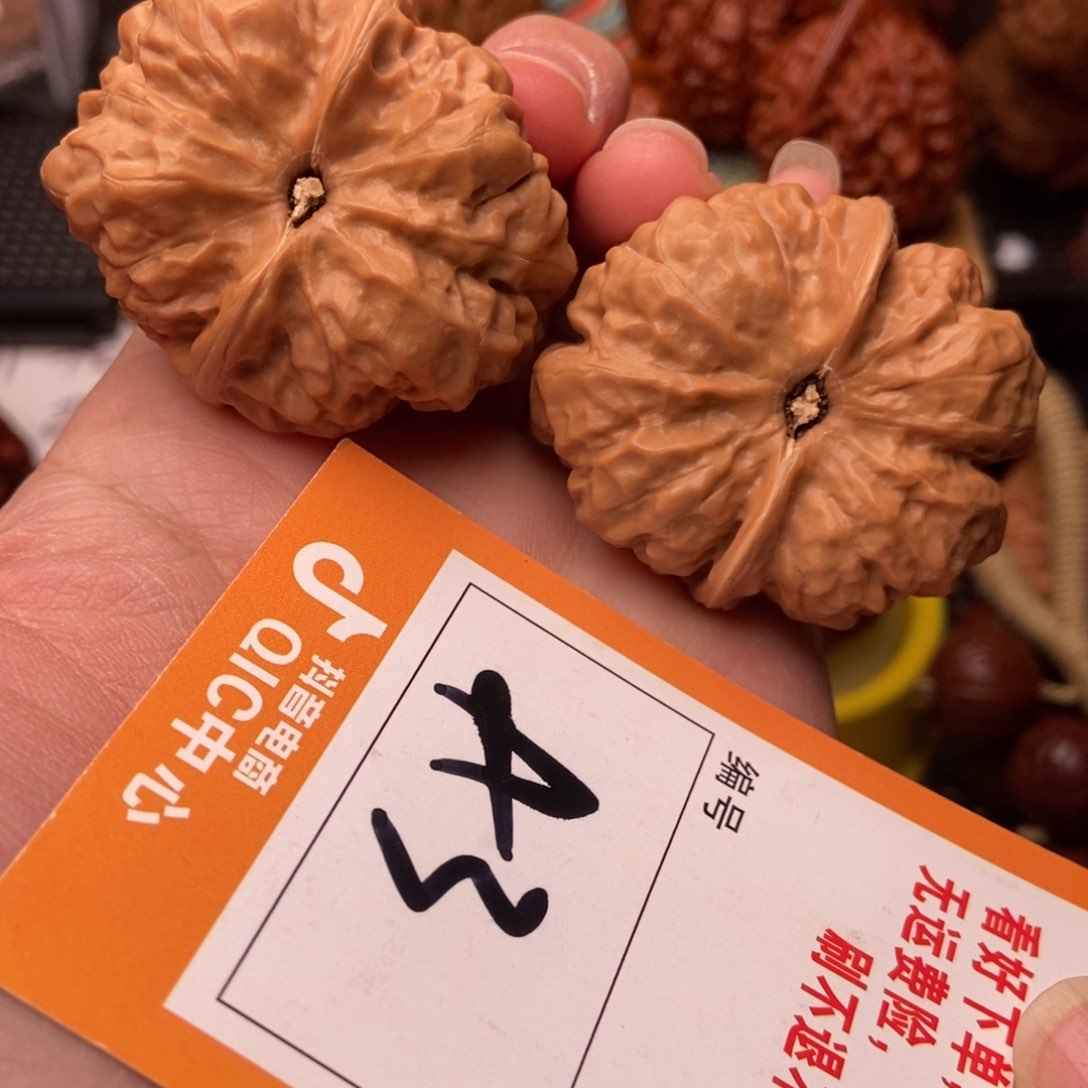 抖音电商
QIC中心
编号
A3
看好下单,
无运费险,
刷不退